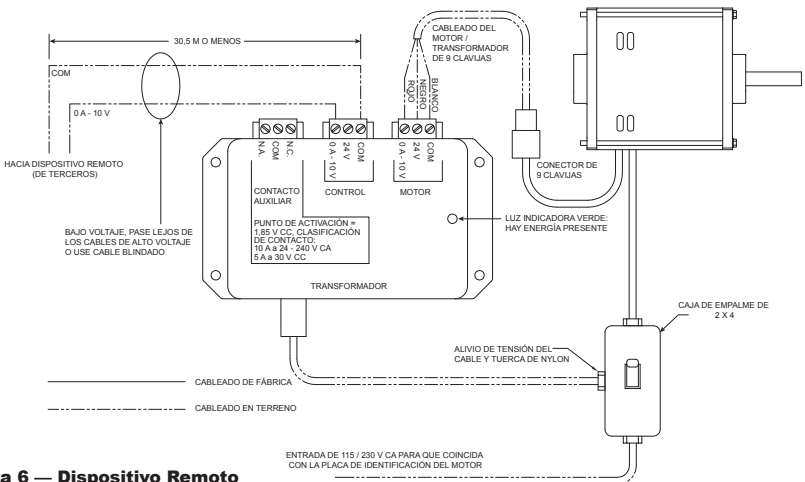 30,5 M O MENOS
COM
0 A - 10 V
HACIA DISPOSITIVO REMOTO
(DE TERCEROS)
BAJO VOLTAJE, PASE LEJOS DE
LOS CABLES DE ALTO VOLTAJE
O USE CABLE BLINDADO
CABLEADO DEL
MOTOR /
TRANSFORMADOR
DE 9 CLAVIJAS
ROJO
NEGRO
BLANCO
N.A.
COM
N.C.
0 A - 10 V
24 V
COM
0 A - 10 V
24 V
COM
CONTACTO
AUXILIAR
CONTROL
MOTOR
PUNTO DE ACTIVACIÓN =
1,85 V CC, CLASIFICACIÓN
DE CONTACTO:
10 A a 24 - 240 V CA
5 A a 30 V CC
TRANSFORMADOR
CONECTOR DE
9 CLAVIJAS
LUZ INDICADORA VERDE:
HAY ENERGÍA PRESENTE
CAJA DE EMPALME DE
2 X 4
ALIVIO DE TENSIÓN DEL
CABLE Y TUERCA DE NYLON
CABLEADO DE FÁBRICA
CABLEADO EN TERRENO
ENTRADA DE 115 / 230 V CA PARA QUE COINCIDA
CON LA PLACA DE IDENTIFICACIÓN DEL MOTOR
a 6 — Dispositivo Remoto